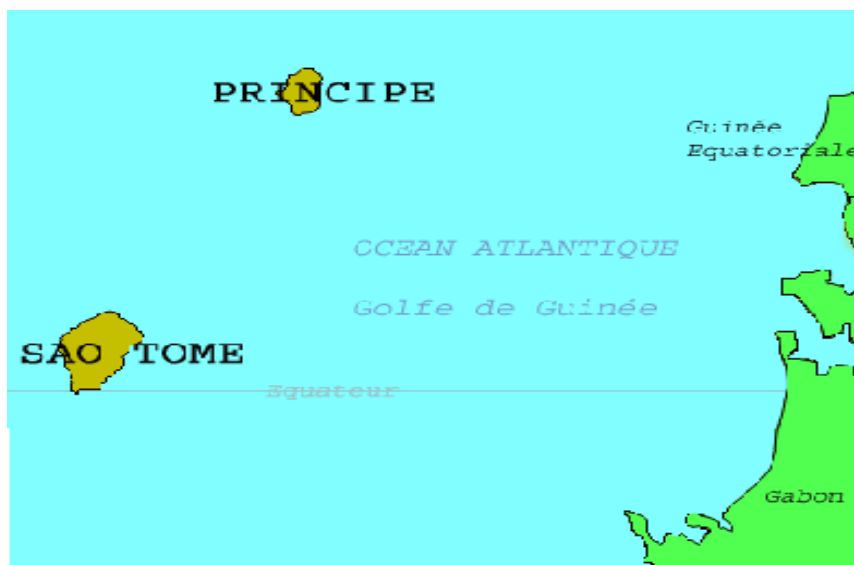 PRINCIPE
Guinée
Equatoriale
OCEAN ATLANTIQUE
Golfe de Guinée
SAO TOME
Equateur
Gabon